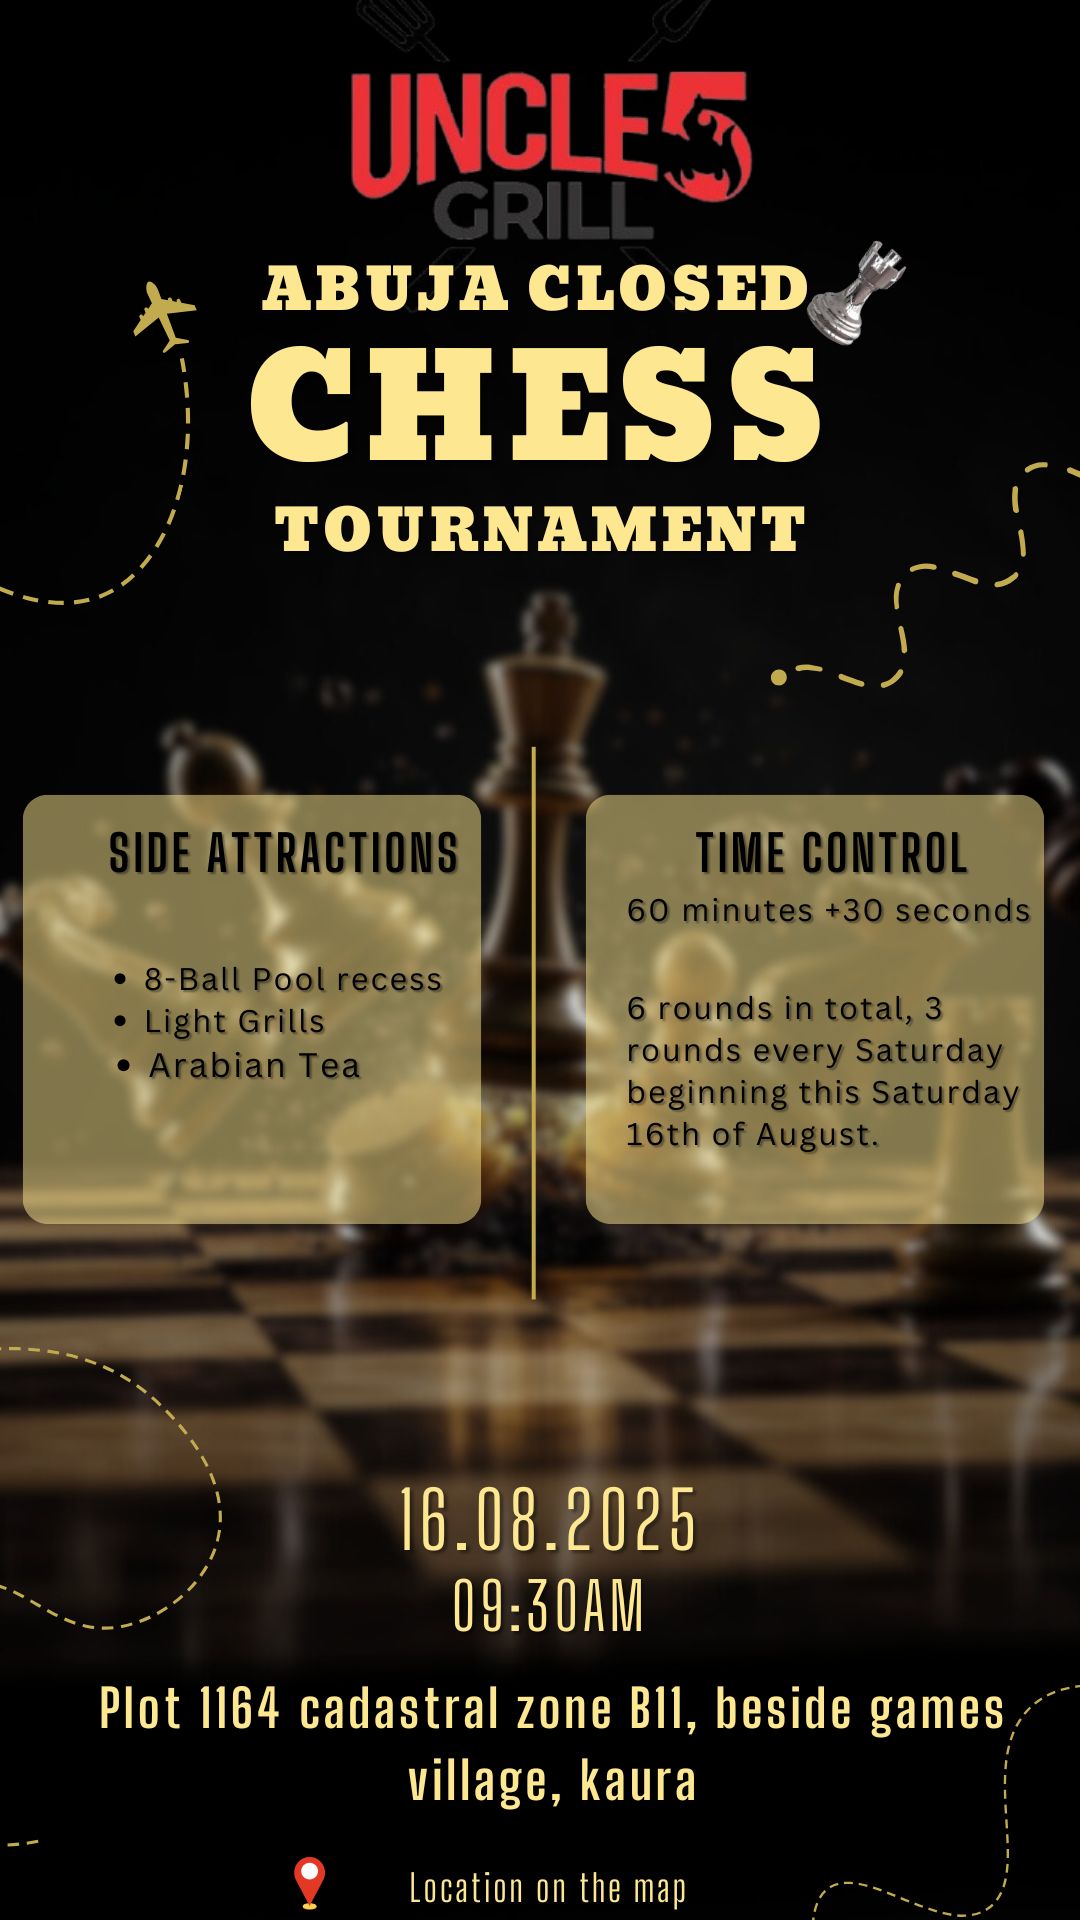 UNCLE5
GRILL
ABUJA CLOSED
CHESS
TOURNAMENT
SIDE ATTRACTIONS
• 8-Ball Pool recess
• Light Grills
• Arabian Tea
TIME CONTROL
60 minutes +30 seconds
6 rounds in total, 3
rounds every Saturday
beginning this Saturday
16th of August.
16.08.2025
09:30AM
Plot 1164 cadastral zone B11, beside games
village, kaura
Location on the map